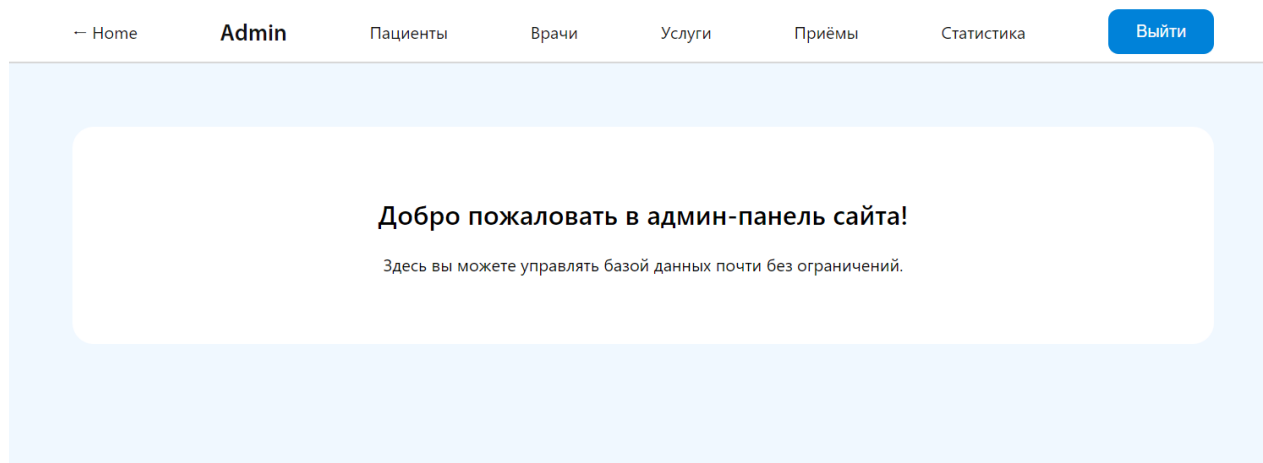 ← Home Admin Пациенты Врачи Услуги Приёмы Статистика Выйти
Добро пожаловать в админ-панель сайта!
Здесь вы можете управлять базой данных почти без ограничений.